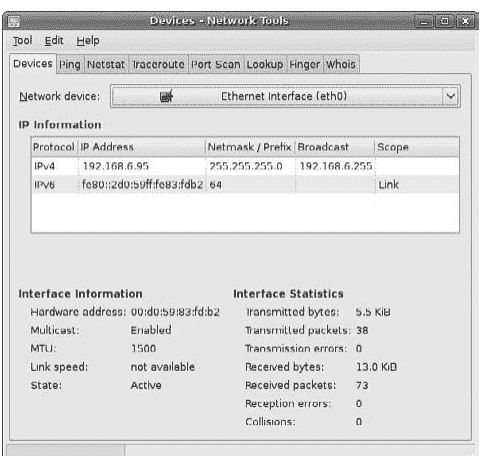 Devices - Network Tools
Tool Edit Help
Devices Ping Netstat Traceroute Port Scan Lookup Finger Whois
Network device: Ethernet Interface (eth0)
IP Information
Protocol IP Address Netmask / Prefix Broadcast Scope
IPv4 192.168.6.95 255.255.255.0 192.168.6.255
IPv6 fe80::2d0:59ff:fe83:fdb2 64 Link
Interface Information Interface Statistics
Hardware address: 00:d0:59:83:fd:b2 Transmitted bytes: 5.5 KiB
Multicast: Enabled Transmitted packets: 38
MTU: 1500 Transmission errors: 0
Link speed: not available Received bytes: 13.0 KiB
State: Active Received packets: 73
Reception errors: 0
Collisions: 0